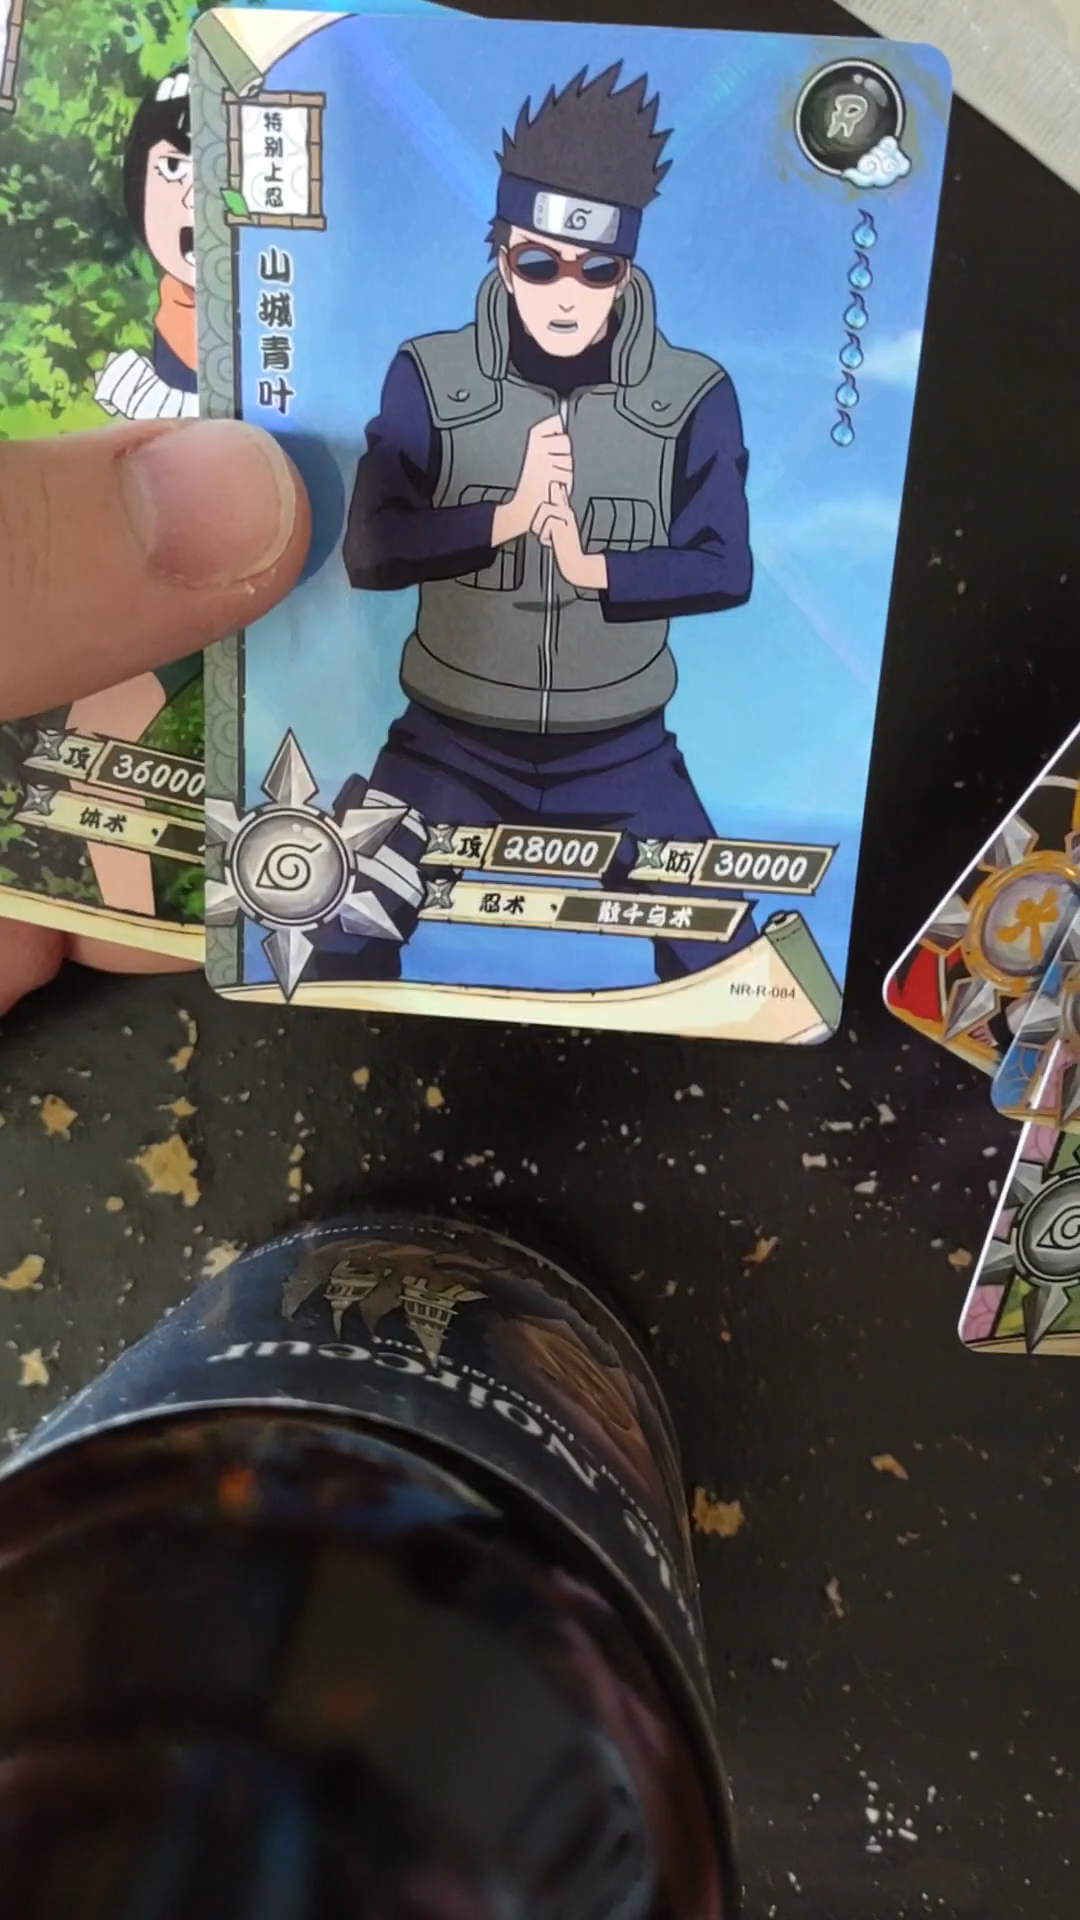 特别上忍
山城青叶
R
攻 36000
体术 ·
攻 28000
防 30000
忍术 · 散千乌术
NR-R-084
Noirceur